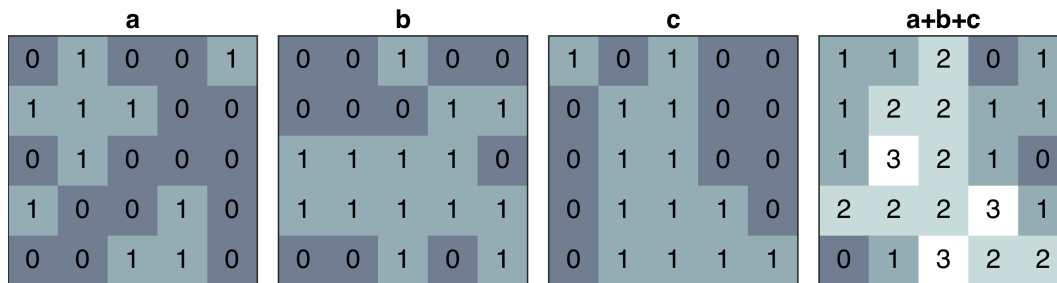 a b c a+b+c
0 1 0 0 1 0 0 1 0 0 1 0 1 0 0 1 1 2 0 1
1 1 1 0 0 0 0 0 1 1 0 1 1 0 0 1 2 2 1 1
0 1 0 0 0 1 1 1 1 0 0 1 1 0 0 1 3 2 1 0
1 0 0 1 0 1 1 1 1 1 0 1 1 1 0 2 2 2 3 1
0 0 1 1 0 0 0 1 0 1 0 1 1 1 1 0 1 3 2 2